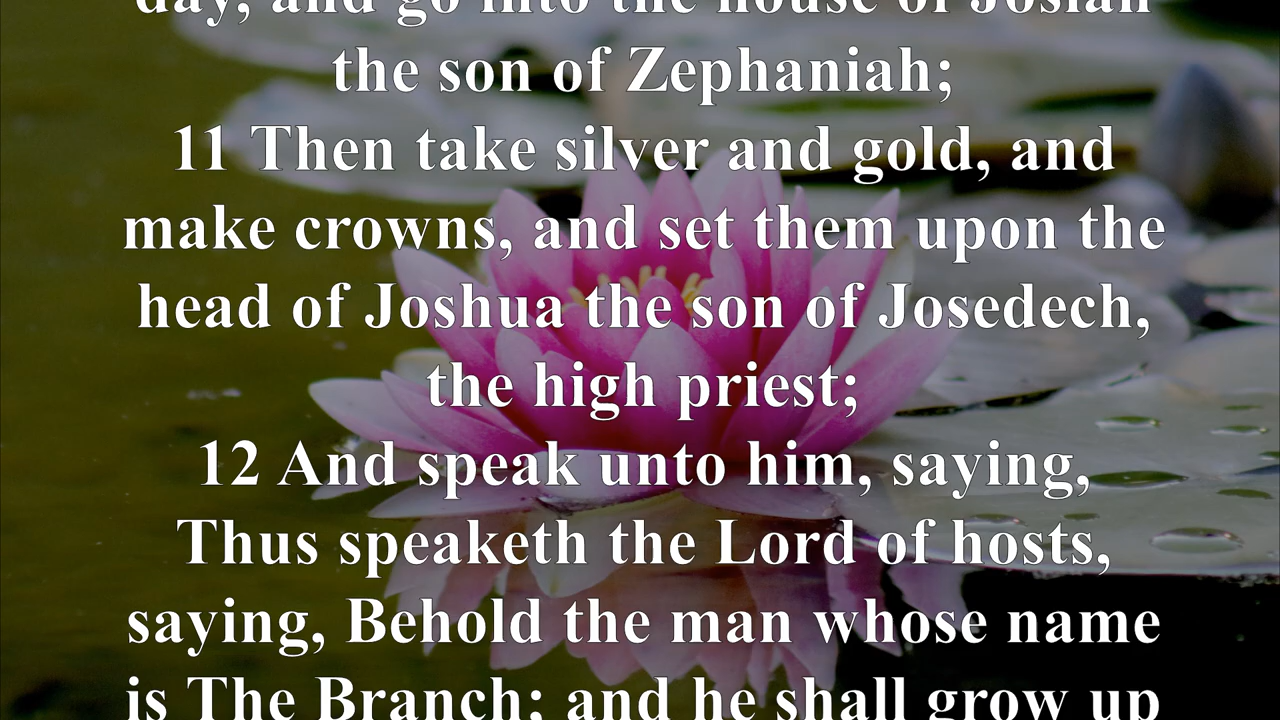 day, and go into the house of Josiah
the son of Zephaniah;
11 Then take silver and gold, and
make crowns, and set them upon the
head of Joshua the son of Josedech,
the high priest;
12 And speak unto him, saying,
Thus speaketh the Lord of hosts,
saying, Behold the man whose name
is The Branch; and he shall grow up